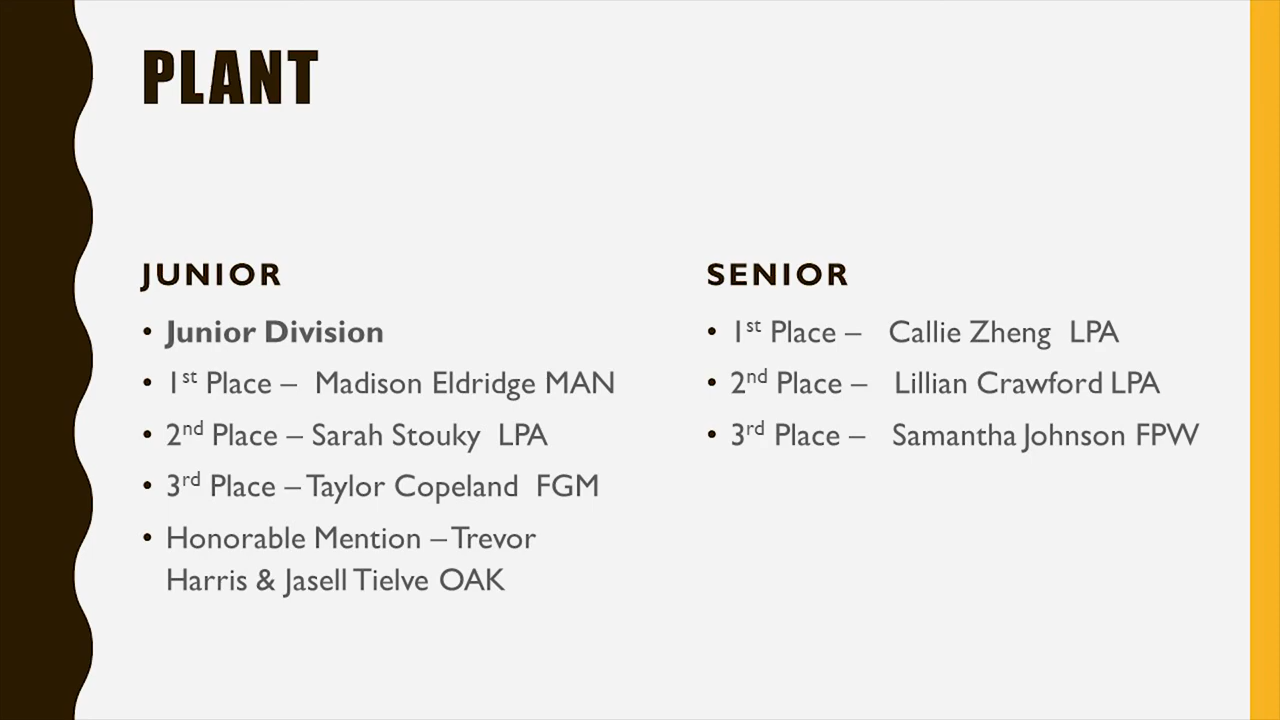 PLANT
JUNIOR
• Junior Division
• 1st Place – Madison Eldridge MAN
• 2nd Place – Sarah Stouky LPA
• 3rd Place – Taylor Copeland FGM
• Honorable Mention – Trevor
Harris & Jasell Tielve OAK
SENIOR
• 1st Place – Callie Zheng LPA
• 2nd Place – Lillian Crawford LPA
• 3rd Place – Samantha Johnson FPW